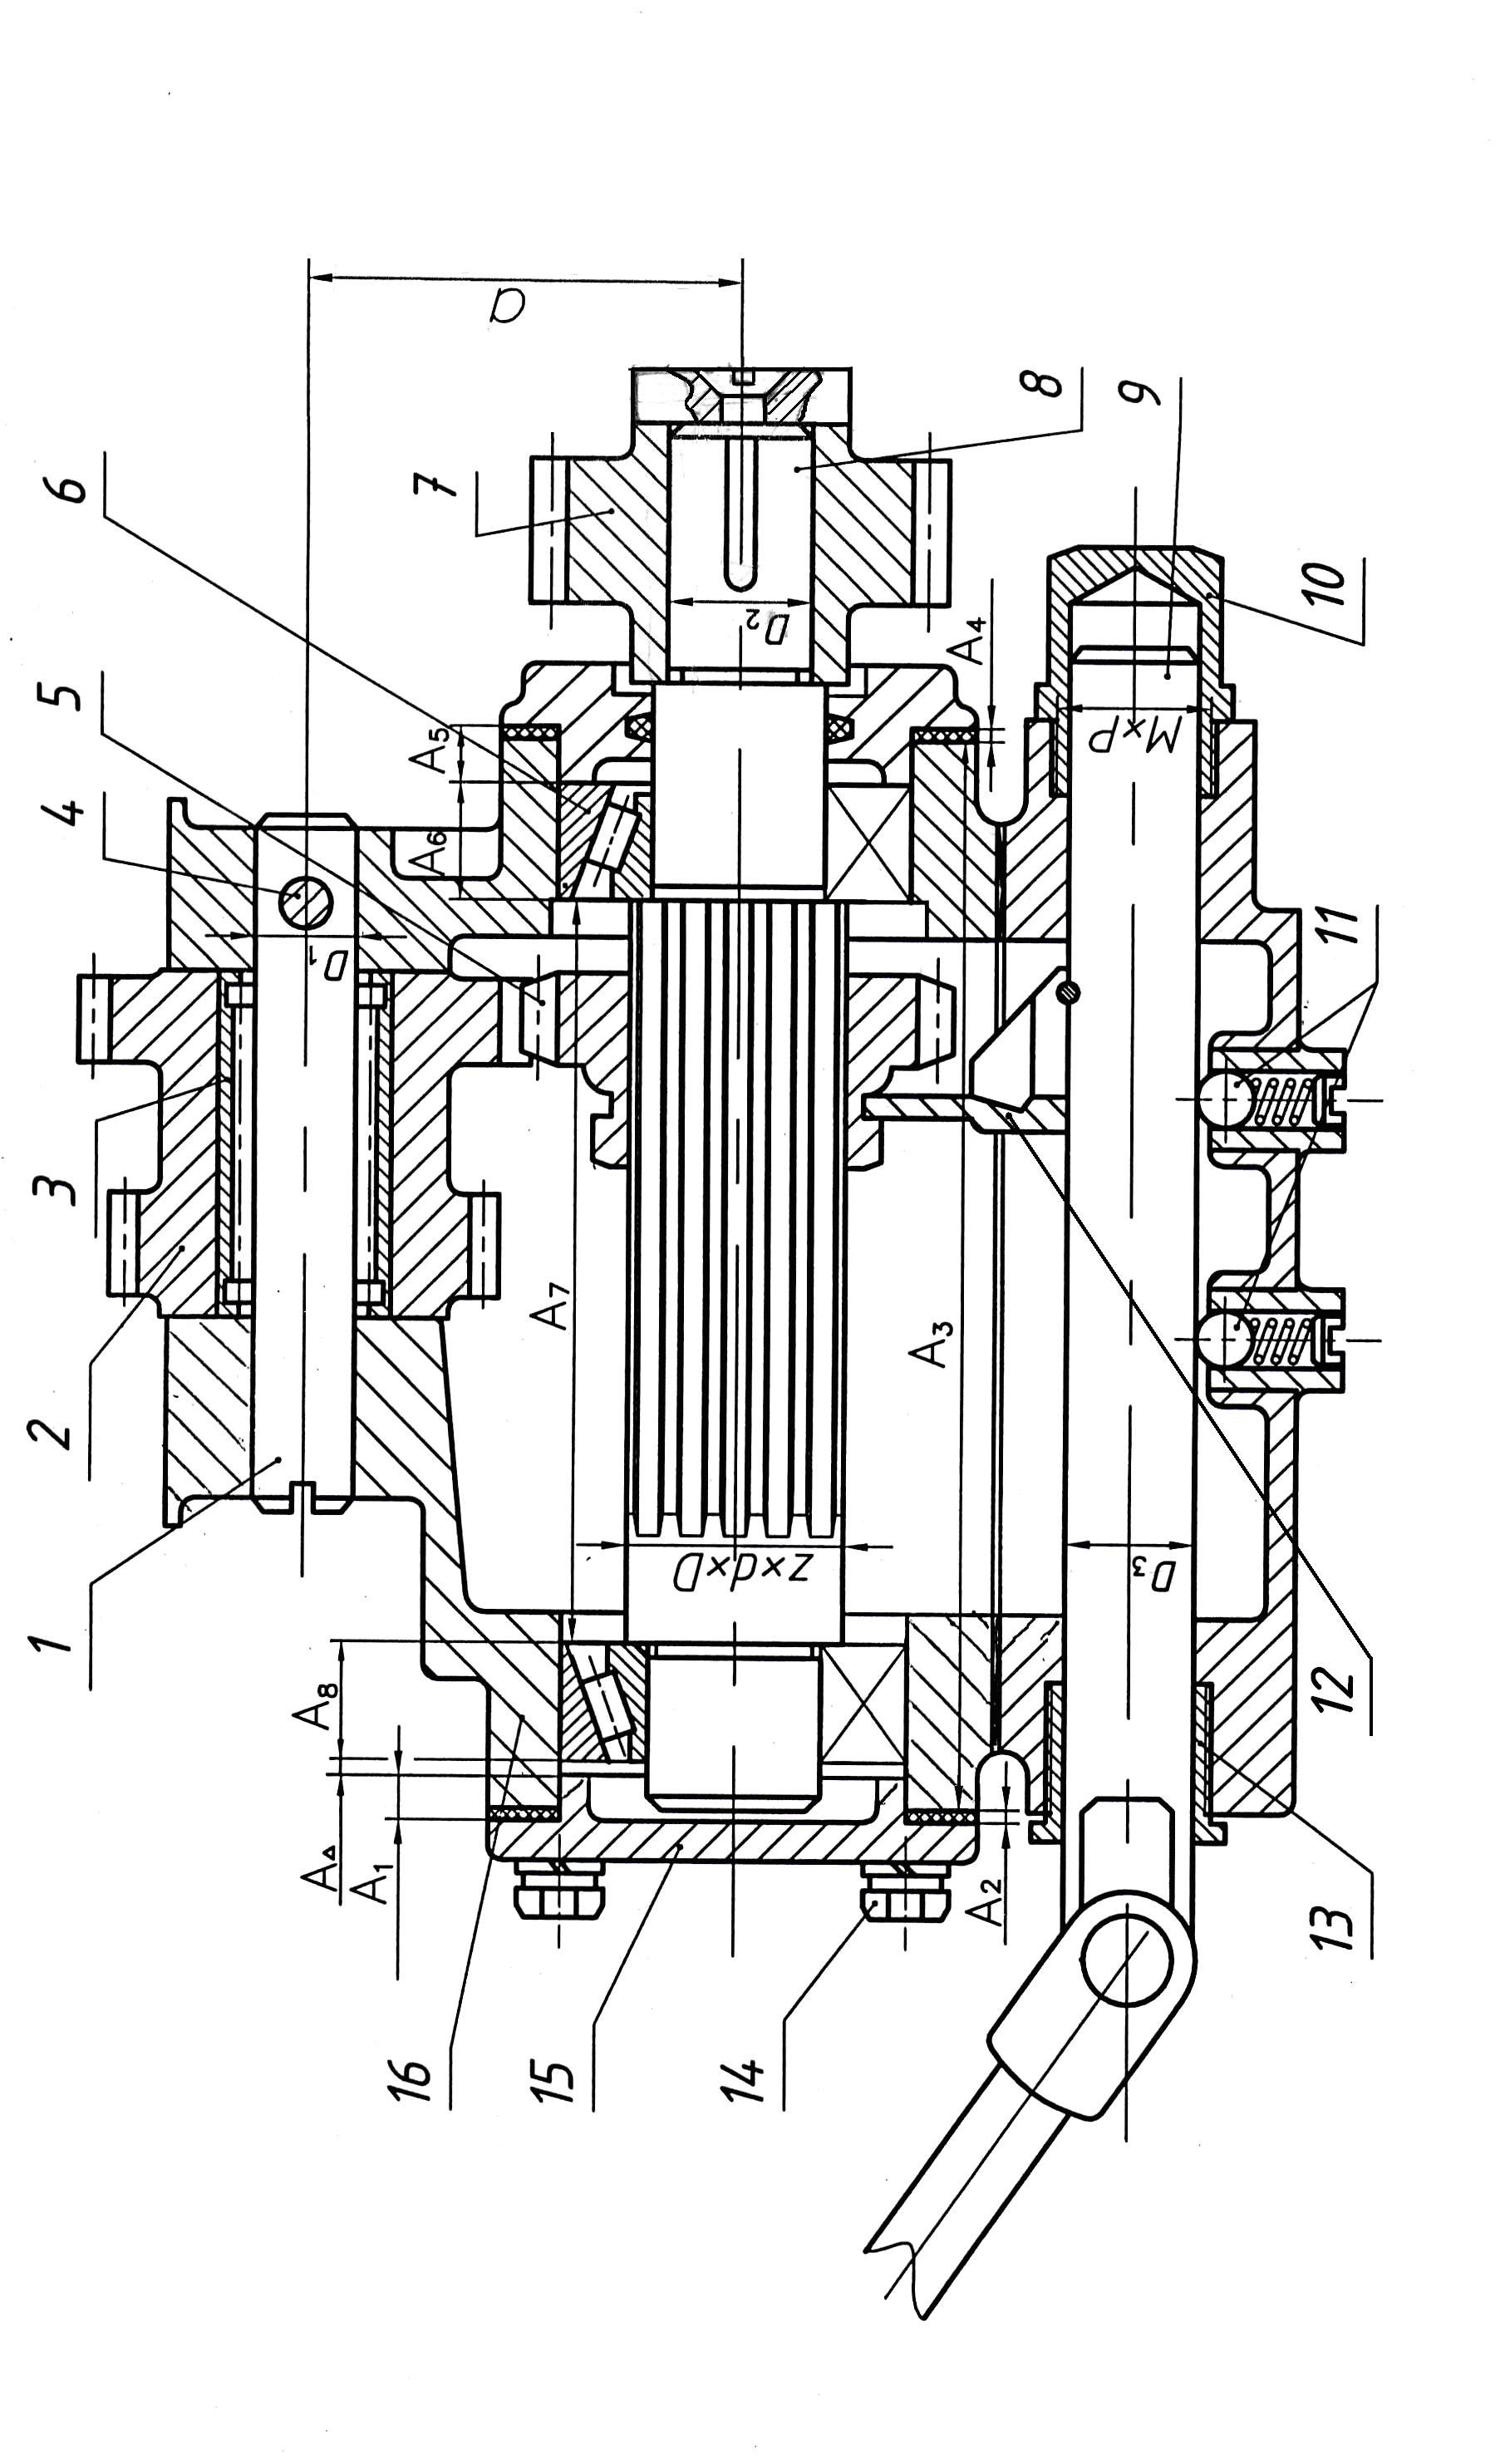 1
2
3
4
5
6
7
8
9
10
11
12
13
14
15
16
a
D₁
D₂
D₃
M×P
z×d×D
A₁
A₂
A₃
A₄
A₅
A₆
A₇
A₈
A△